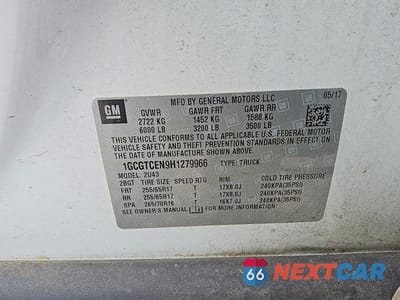 05/17
MFD BY GENERAL MOTORS LLC
GM
GVWR GAWR FRT GAWR RR
2722 KG 1452 KG 1588 KG
6000 LB 3200 LB 3500 LB
THIS VEHICLE CONFORMS TO ALL APPLICABLE U.S. FEDERAL MOTOR
VEHICLE SAFETY AND THEFT PREVENTION STANDARDS IN EFFECT ON
THE DATE OF MANUFACTURE SHOWN ABOVE.
1GCGTCEN9H1279966 TYPE: TRUCK
MODEL: 2U43
2BGT TIRE SIZE SPEED RTG RIM COLD TIRE PRESSURE
FRT 255/65R17 T 17X8.0J 240KPA(35PSI)
RR 255/65R17 T 17X8.0J 240KPA(35PSI)
SPA 265/70R16 T 16X7.0J 240KPA(35PSI)
SEE OWNER MANUAL FOR MORE INFORMATION.
66 NEXTCAR